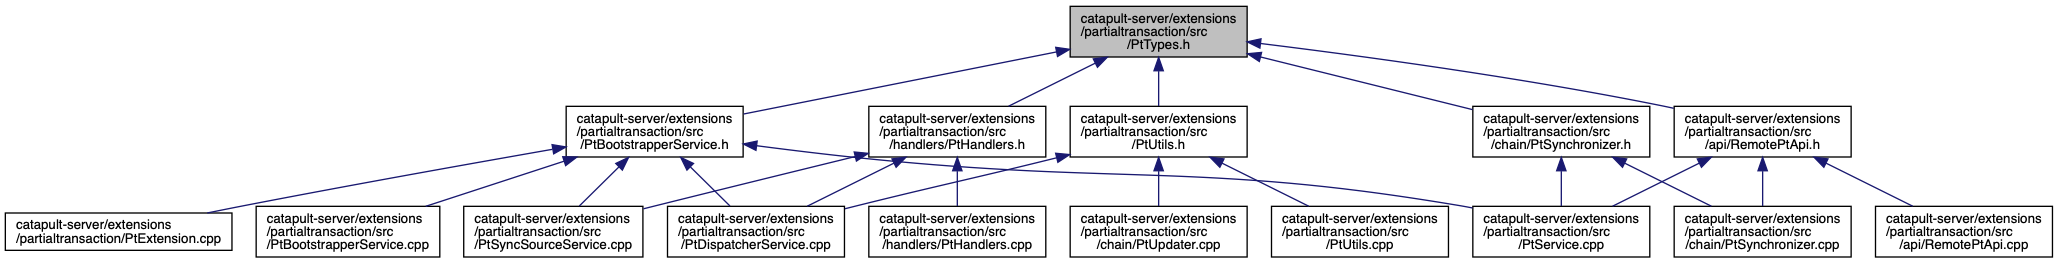 catapult-server/extensions
/partialtransaction/src
/PtTypes.h
catapult-server/extensions
/partialtransaction/src
/PtBootstrapperService.h
catapult-server/extensions
/partialtransaction/src
/handlers/PtHandlers.h
catapult-server/extensions
/partialtransaction/src
/PtUtils.h
catapult-server/extensions
/partialtransaction/src
/chain/PtSynchronizer.h
catapult-server/extensions
/partialtransaction/src
/api/RemotePtApi.h
catapult-server/extensions
/partialtransaction/PtExtension.cpp
catapult-server/extensions
/partialtransaction/src
/PtBootstrapperService.cpp
catapult-server/extensions
/partialtransaction/src
/PtSyncSourceService.cpp
catapult-server/extensions
/partialtransaction/src
/PtDispatcherService.cpp
catapult-server/extensions
/partialtransaction/src
/handlers/PtHandlers.cpp
catapult-server/extensions
/partialtransaction/src
/chain/PtUpdater.cpp
catapult-server/extensions
/partialtransaction/src
/PtUtils.cpp
catapult-server/extensions
/partialtransaction/src
/PtService.cpp
catapult-server/extensions
/partialtransaction/src
/chain/PtSynchronizer.cpp
catapult-server/extensions
/partialtransaction/src
/api/RemotePtApi.cpp